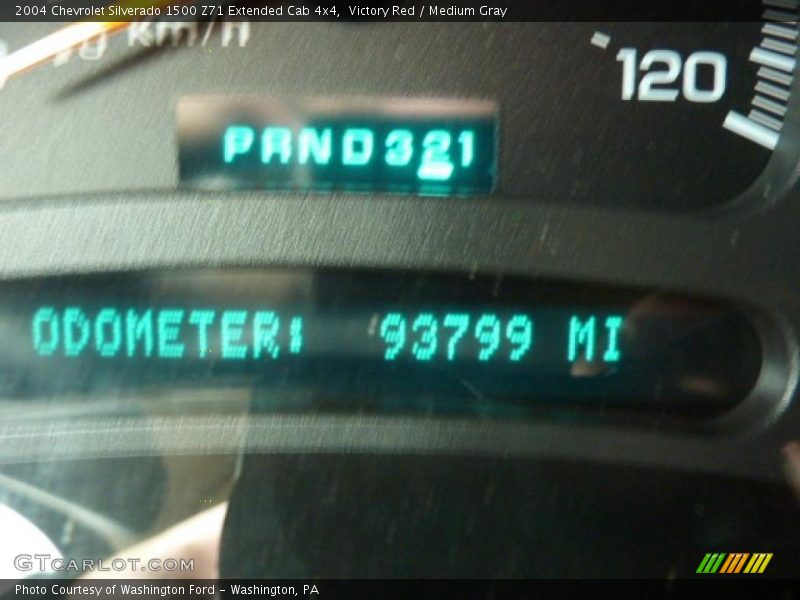 2004 Chevrolet Silverado 1500 Z71 Extended Cab 4x4, Victory Red / Medium Gray
km/h
120
PRND321
ODOMETER: 93799 MI
GTCARLOT.COM
Photo Courtesy of Washington Ford - Washington, PA